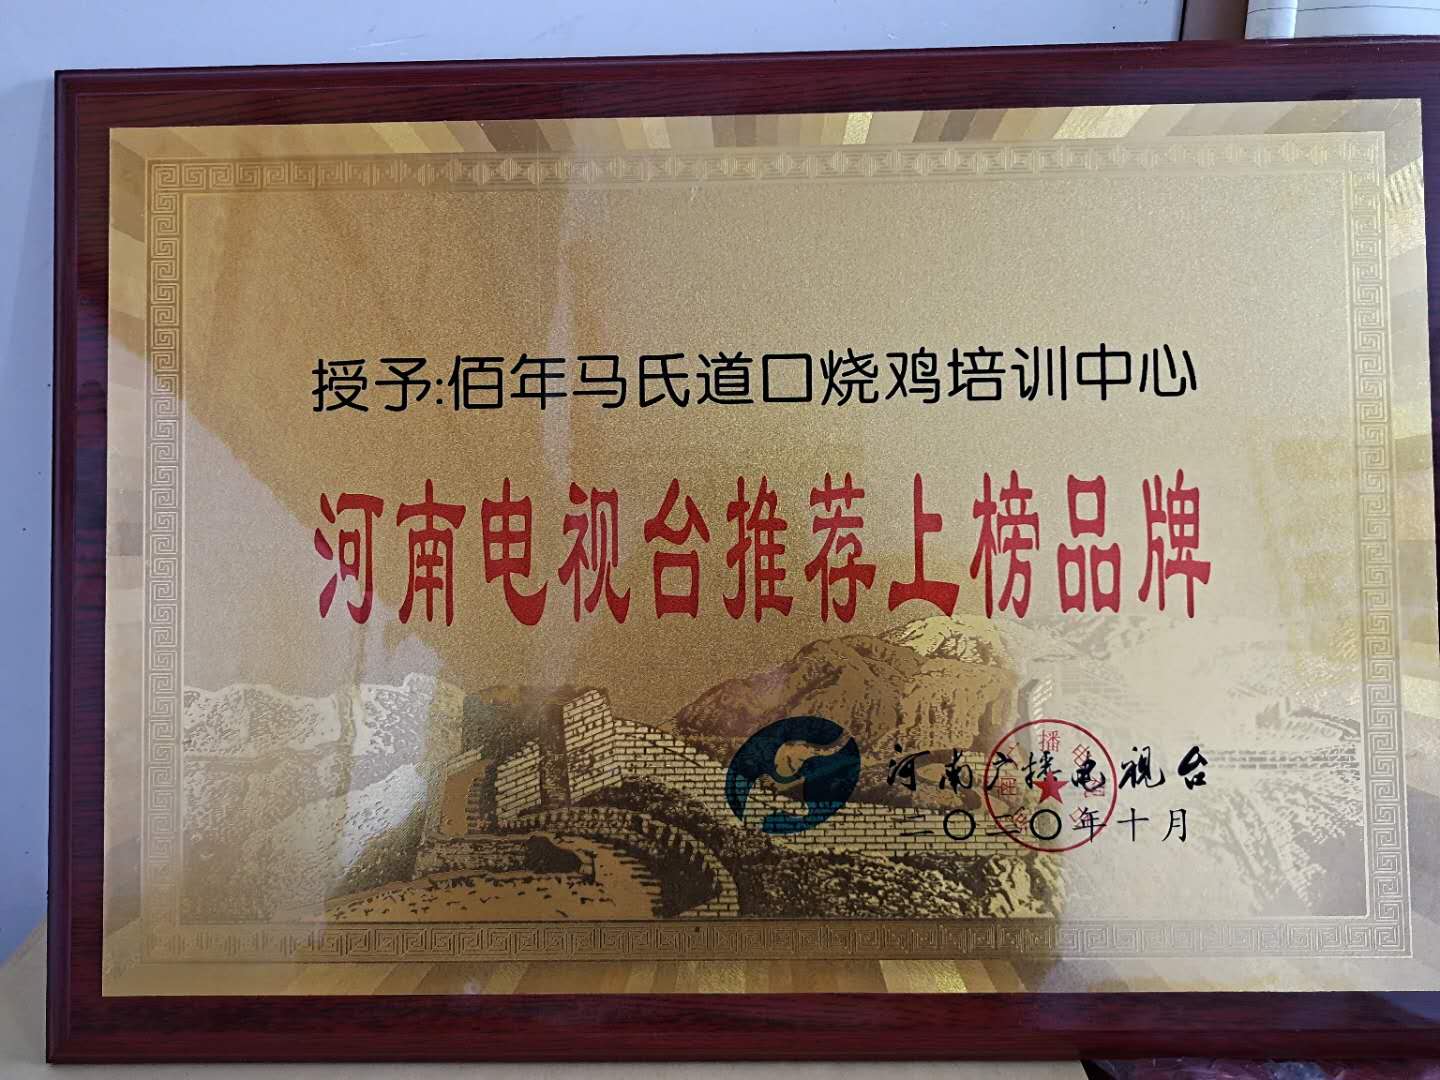 授予:佰年马氏道口烧鸡培训中心
河南电视台推荐上榜品牌
河南广播电视台
二〇二〇年十月